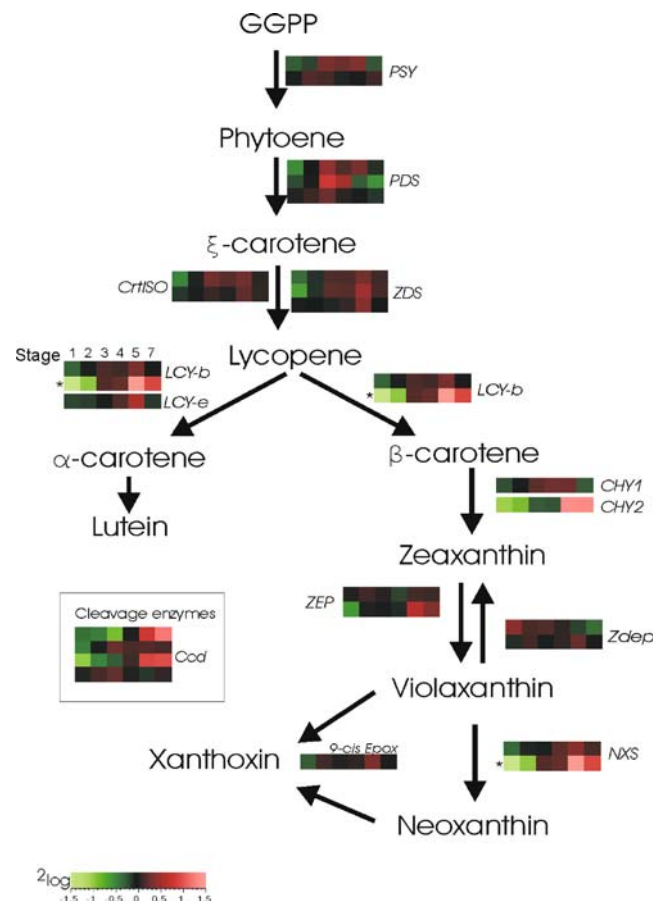 GGPP
PSY
Phytoene
PDS
ξ-carotene
CrtISO
ZDS
Stage 1 2 3 4 5 7
Lycopene
LCY-b
*
LCY-e
LCY-b
*
α-carotene
β-carotene
CHY1
CHY2
Lutein
Zeaxanthin
ZEP
Zdep
Cleavage enzymes
Ccd
Violaxanthin
9-cis Epox
Xanthoxin
NXS
*
Neoxanthin
2log
-1.5 -1 -0.5 0 0.5 1 1.5